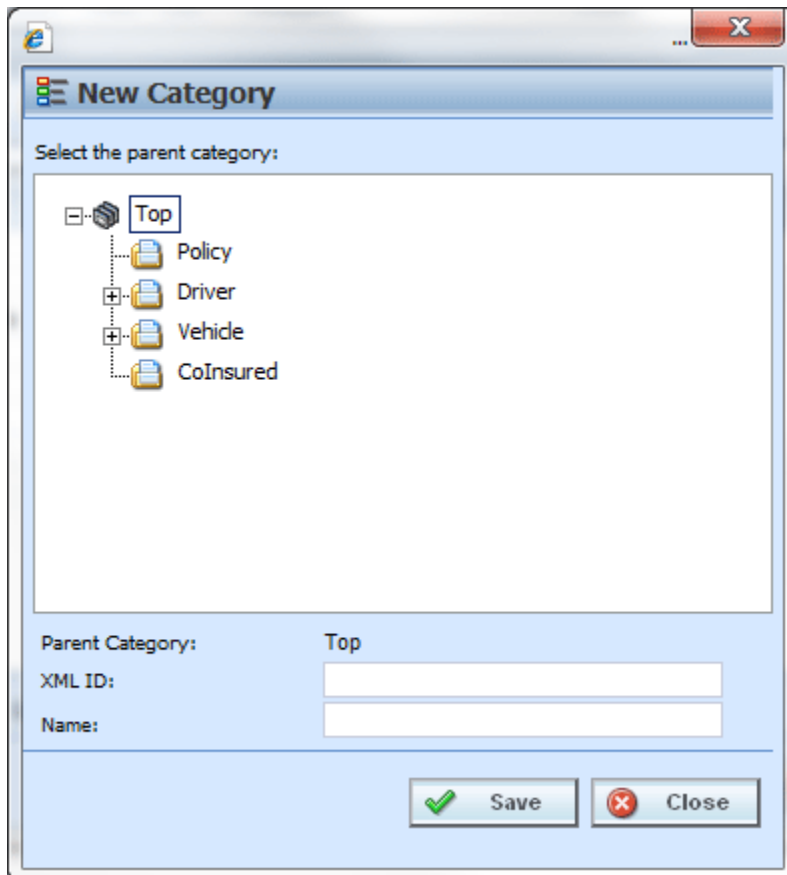 ...
New Category
Select the parent category:
Top
Policy
Driver
Vehicle
CoInsured
Parent Category: Top
XML ID:
Name:
Save Close